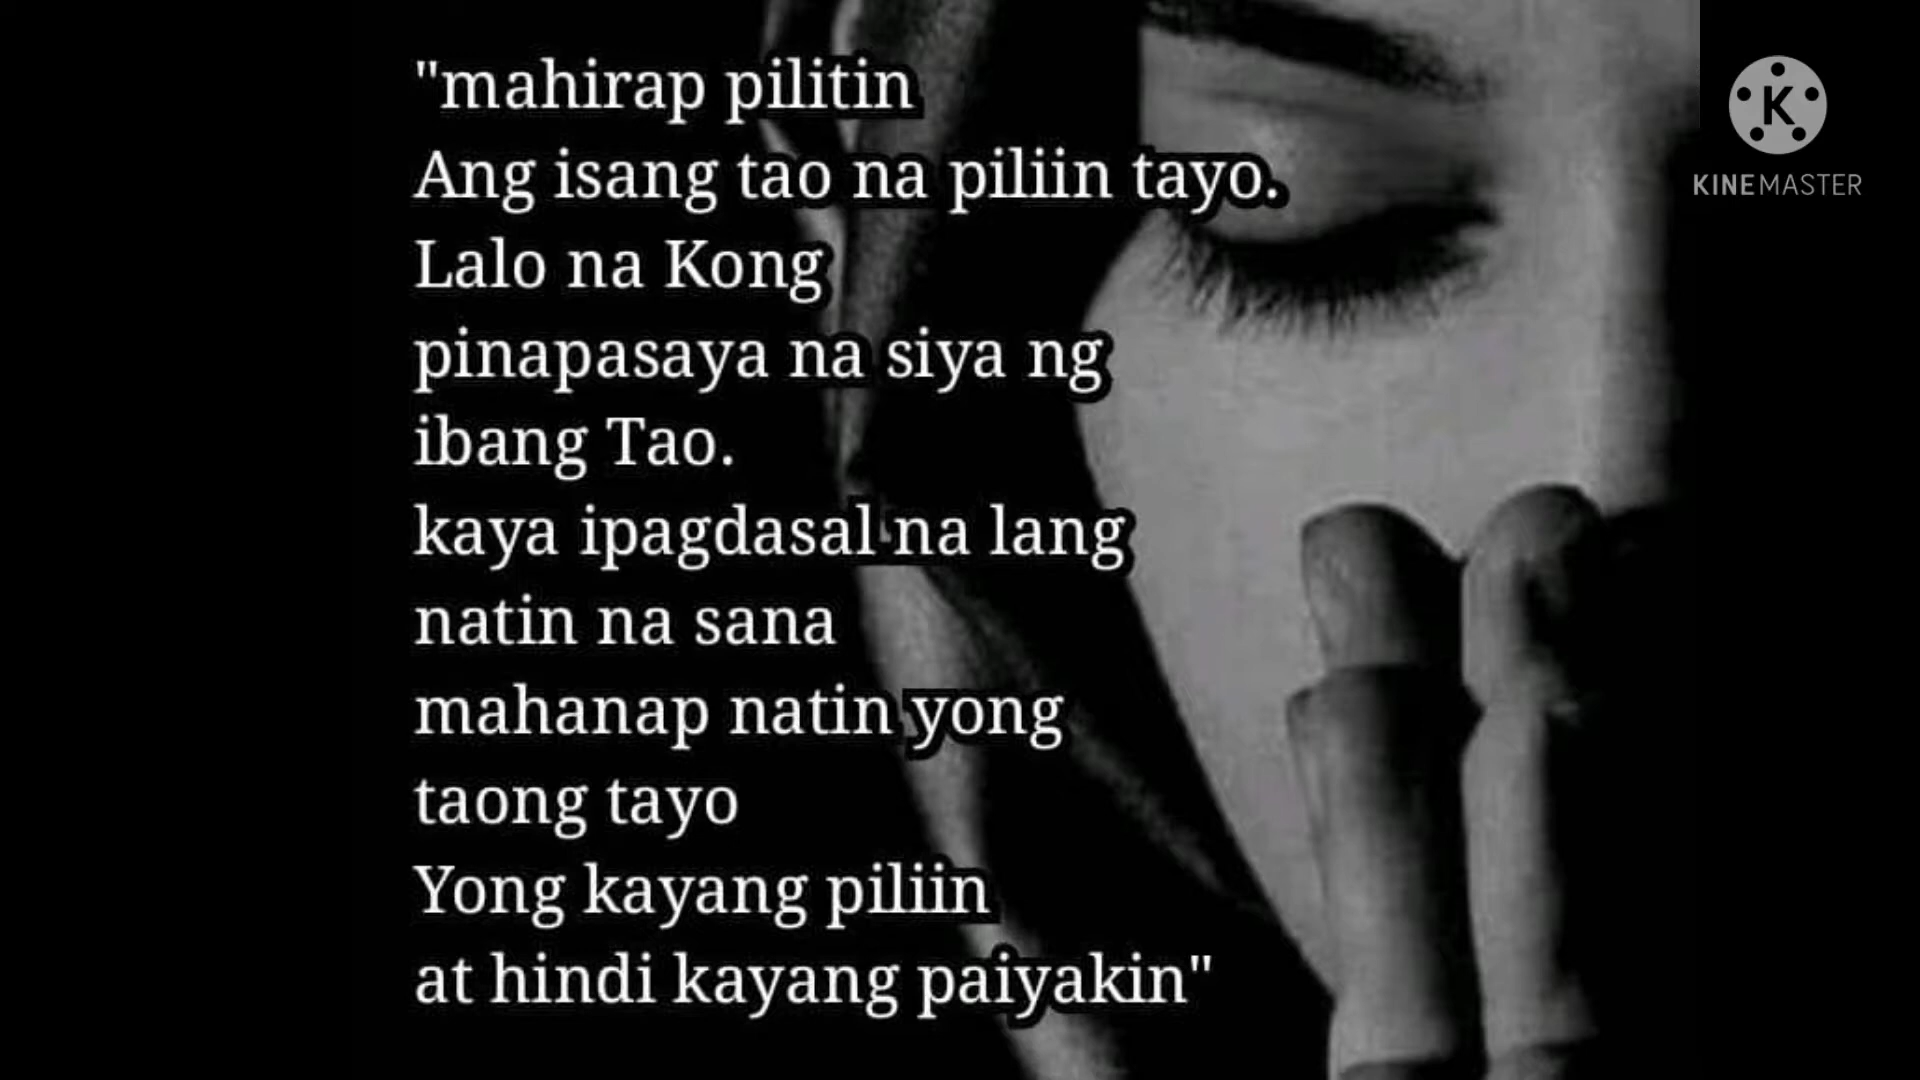 "mahirap pilitin
Ang isang tao na piliin tayo.
Lalo na Kong
pinapasaya na siya ng
ibang Tao.
kaya ipagdasal na lang
natin na sana
mahanap natin yong
taong tayo
Yong kayang piliin
at hindi kayang paiyakin"
K
KINEMASTER